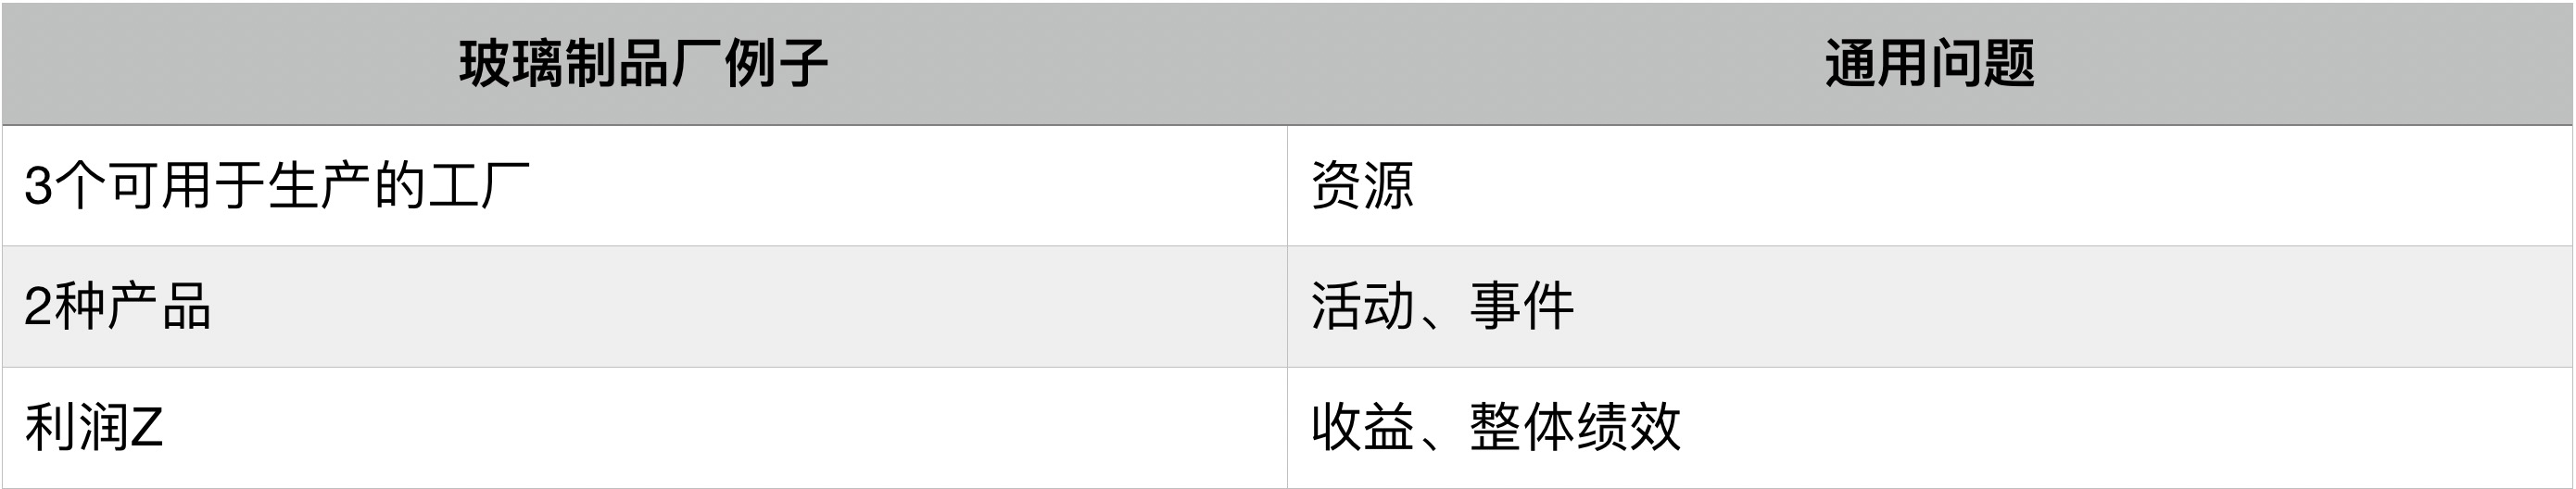 玻璃制品厂例子 通用问题
3个可用于生产的工厂 资源
2种产品 活动、事件
利润Z 收益、整体绩效